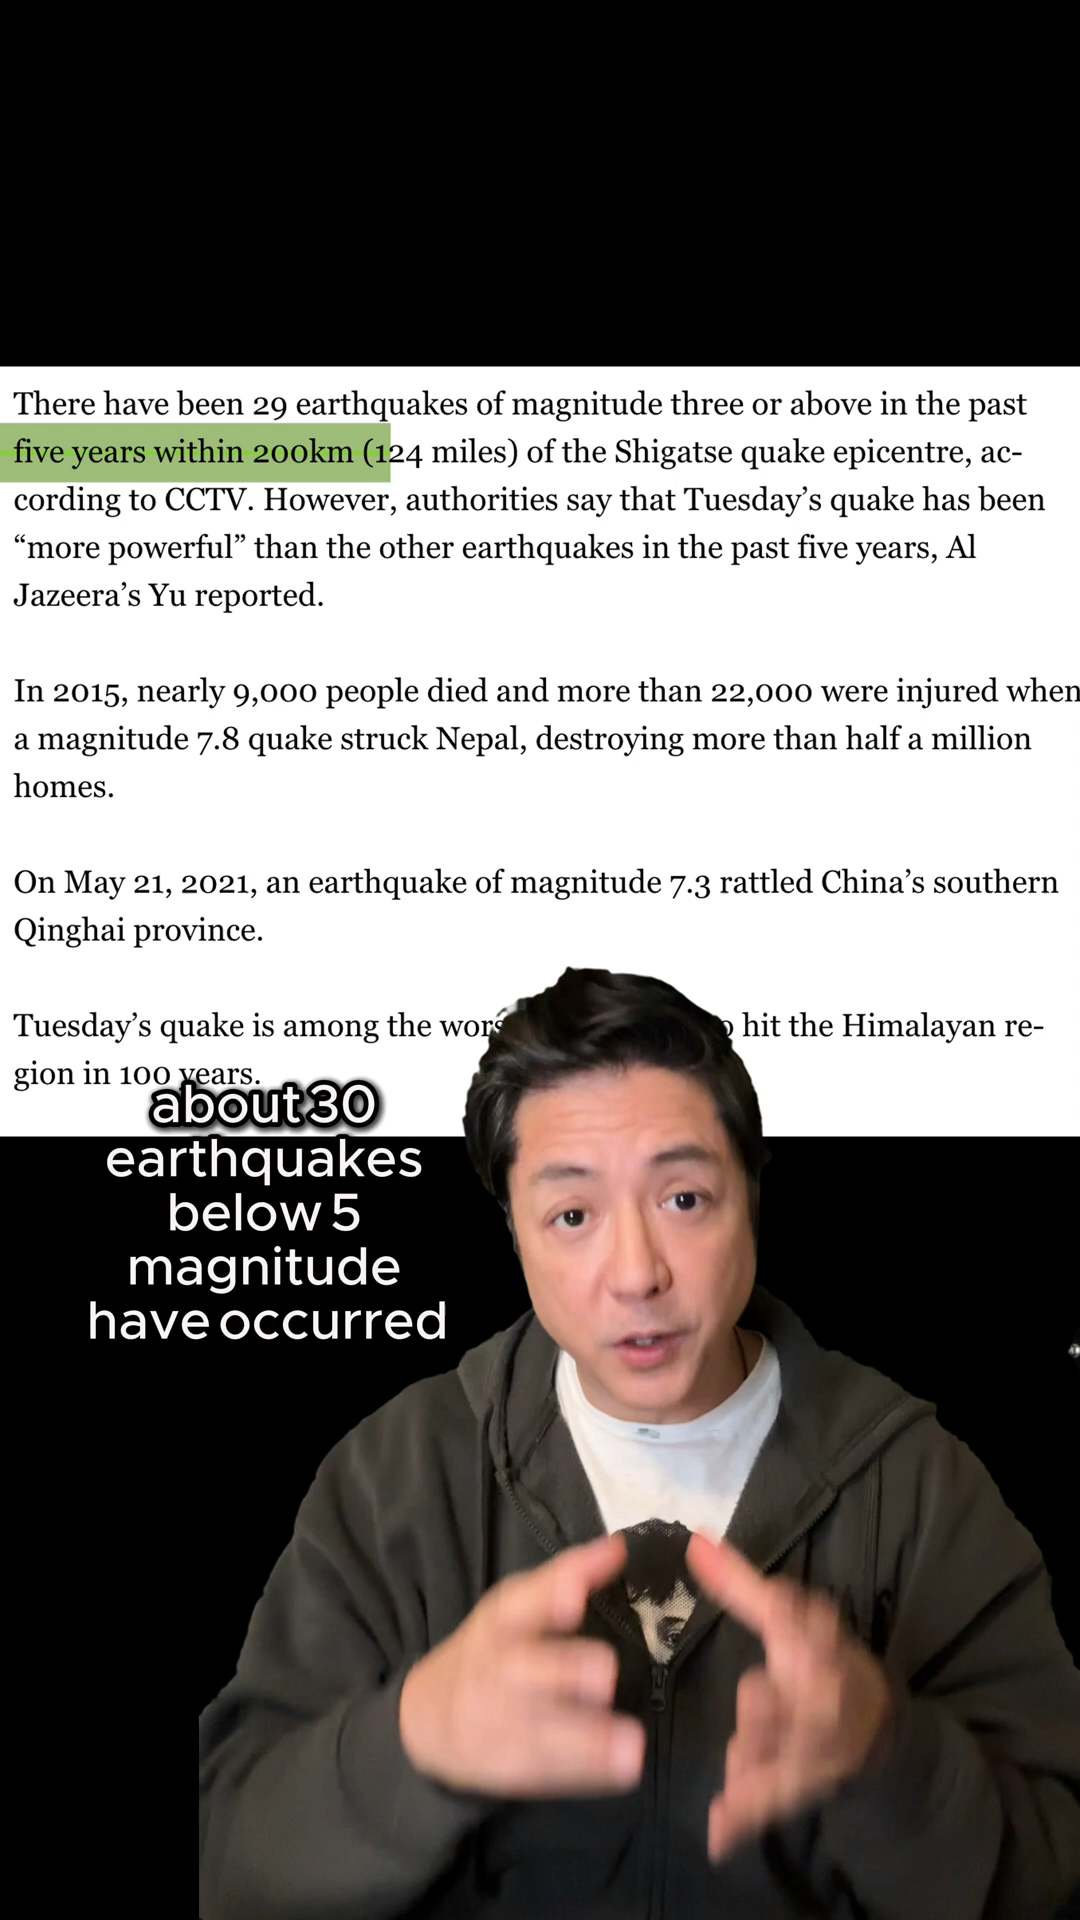 There have been 29 earthquakes of magnitude three or above in the past
five years within 200km (124 miles) of the Shigatse quake epicentre, ac-
cording to CCTV. However, authorities say that Tuesday’s quake has been
“more powerful” than the other earthquakes in the past five years, Al
Jazeera’s Yu reported.
In 2015, nearly 9,000 people died and more than 22,000 were injured when
a magnitude 7.8 quake struck Nepal, destroying more than half a million
homes.
On May 21, 2021, an earthquake of magnitude 7.3 rattled China’s southern
Qinghai province.
Tuesday’s quake is among the hit the Himalayan re-
gion in 100 years.
about 30
earthquakes
below 5
magnitude
have occurred